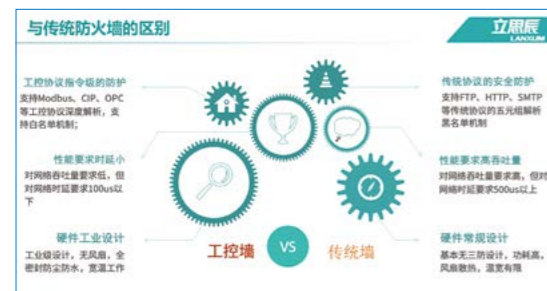 与传统防火墙的区别
立思辰
LANXUM
工控协议指令级的防护
支持Modbus、CIP、OPC
等工控协议深度解析，支
持白名单机制；
传统协议的安全防护
支持FTP、HTTP、SMTP
等传统协议的五元组解析
黑名单机制
性能要求时延小
对网络吞吐量要求低，但
对网络时延要求100us以
下
性能要求高吞吐量
对网络吞吐量要求高，但对
网络时延要求500us以上
硬件工业设计
工业级设计，无风扇，全
密封防尘防水，宽温工作
硬件常规设计
基本无三防设计，功耗高，
风扇散热，温宽有限
工控墙
VS
传统墙